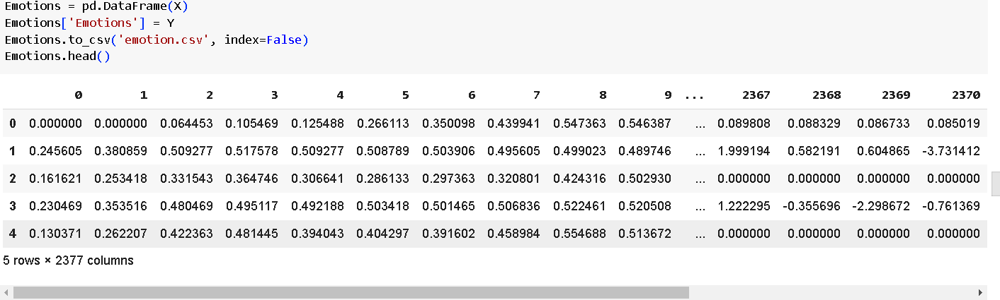 Emotions = pd.DataFrame(X)
Emotions['Emotions'] = Y
Emotions.to_csv('emotion.csv', index=False)
Emotions.head()
0 1 2 3 4 5 6 7 8 9 ... 2367 2368 2369 2370
0 0.000000 0.000000 0.064453 0.105469 0.125488 0.266113 0.350098 0.439941 0.547363 0.546387 ... 0.089808 0.088329 0.086733 0.085019
1 0.245605 0.380859 0.509277 0.517578 0.509277 0.508789 0.503906 0.495605 0.499023 0.489746 ... 1.999194 0.582191 0.604865 -3.731412
2 0.161621 0.253418 0.331543 0.364746 0.306641 0.286133 0.297363 0.320801 0.424316 0.502930 ... 0.000000 0.000000 0.000000 0.000000
3 0.230469 0.353516 0.480469 0.495117 0.492188 0.503418 0.501465 0.506836 0.522461 0.520508 ... 1.222295 -0.355696 -2.298672 -0.761369
4 0.130371 0.262207 0.422363 0.481445 0.394043 0.404297 0.391602 0.458984 0.554688 0.513672 ... 0.000000 0.000000 0.000000 0.000000
5 rows × 2377 columns